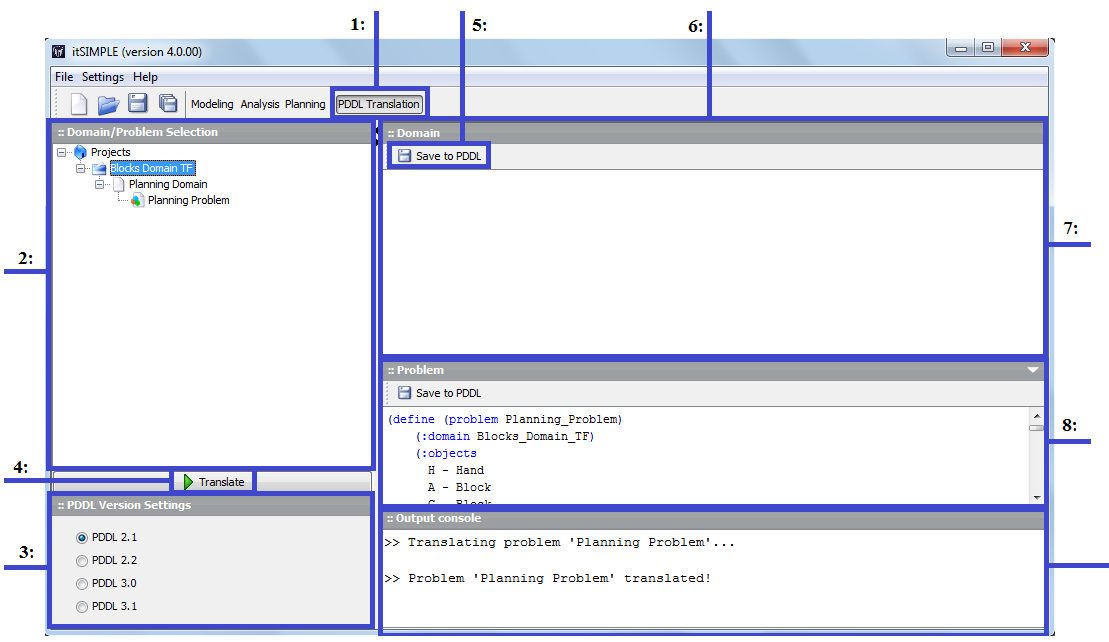 1:
5:
6:
itSIMPLE (version 4.0.00)
File Settings Help
Modeling Analysis Planning PDDL Translation
:: Domain/Problem Selection
Projects
Blocks Domain TF
Planning Domain
Planning Problem
2:
4:
Translate
:: PDDL Version Settings
3:
PDDL 2.1
PDDL 2.2
PDDL 3.0
PDDL 3.1
:: Domain
Save to PDDL
7:
:: Problem
Save to PDDL
(define (problem Planning_Problem)
(:domain Blocks_Domain_TF)
(:objects
H - Hand
A - Block
C - Block
8:
:: Output console
>> Translating problem 'Planning Problem'...
>> Problem 'Planning Problem' translated!